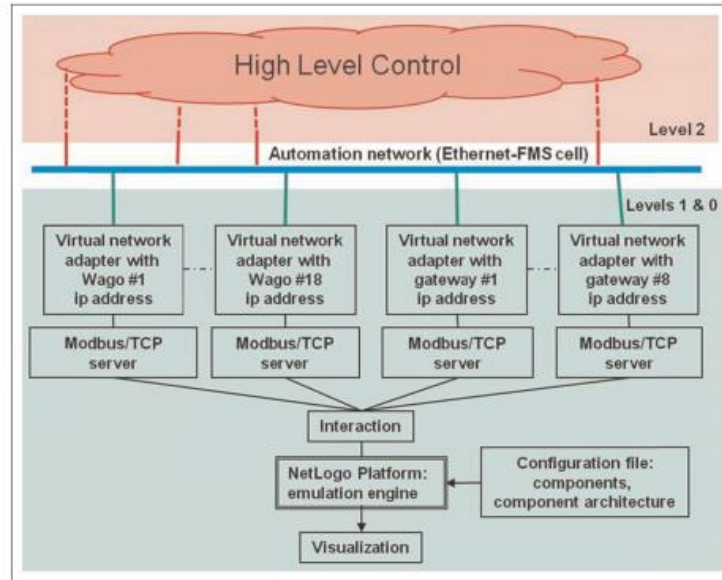 High Level Control
Level 2
Automation network (Ethernet-FMS cell)
Levels 1 & 0
Virtual network
adapter with
Wago #1
ip address
Virtual network
adapter with
Wago #18
ip address
Virtual network
adapter with
gateway #1
ip address
Virtual network
adapter with
gateway #8
ip address
Modbus/TCP
server
Modbus/TCP
server
Modbus/TCP
server
Modbus/TCP
server
Interaction
NetLogo Platform:
emulation engine
Configuration file:
components,
component architecture
Visualization